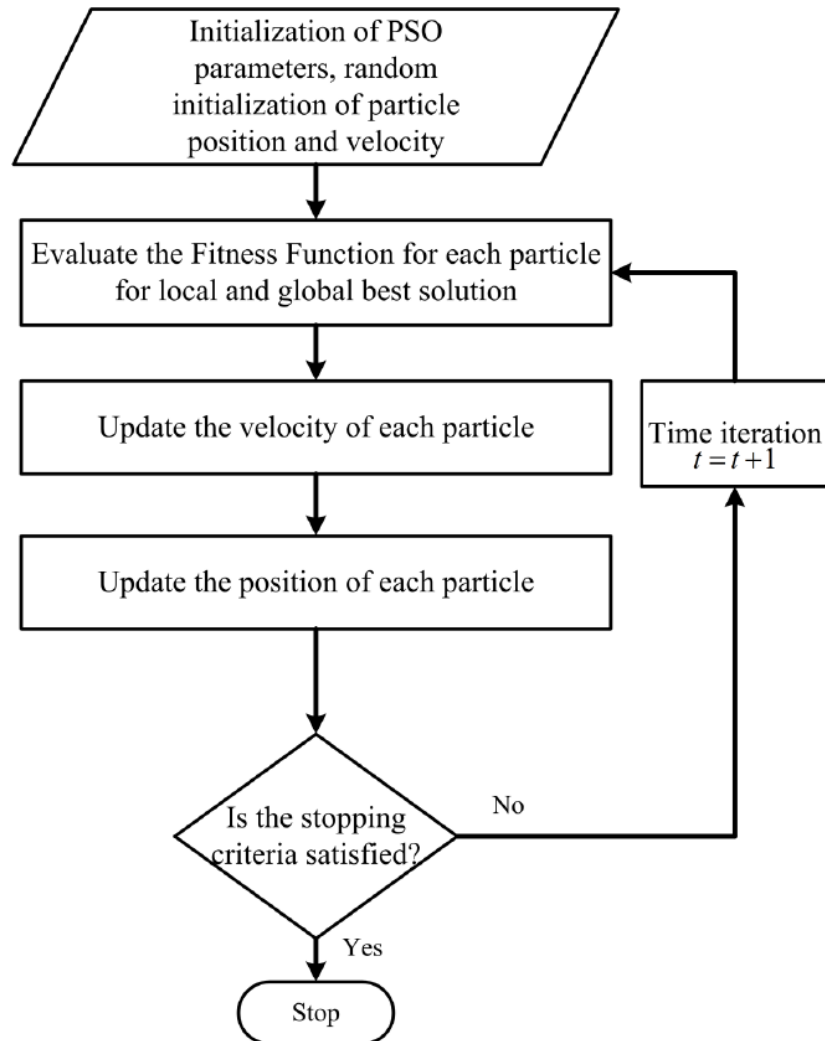 Initialization of PSO
parameters, random
initialization of particle
position and velocity
Evaluate the Fitness Function for each particle
for local and global best solution
Update the velocity of each particle
Time iteration
t = t+1
Update the position of each particle
Is the stopping
criteria satisfied?
No
Yes
Stop